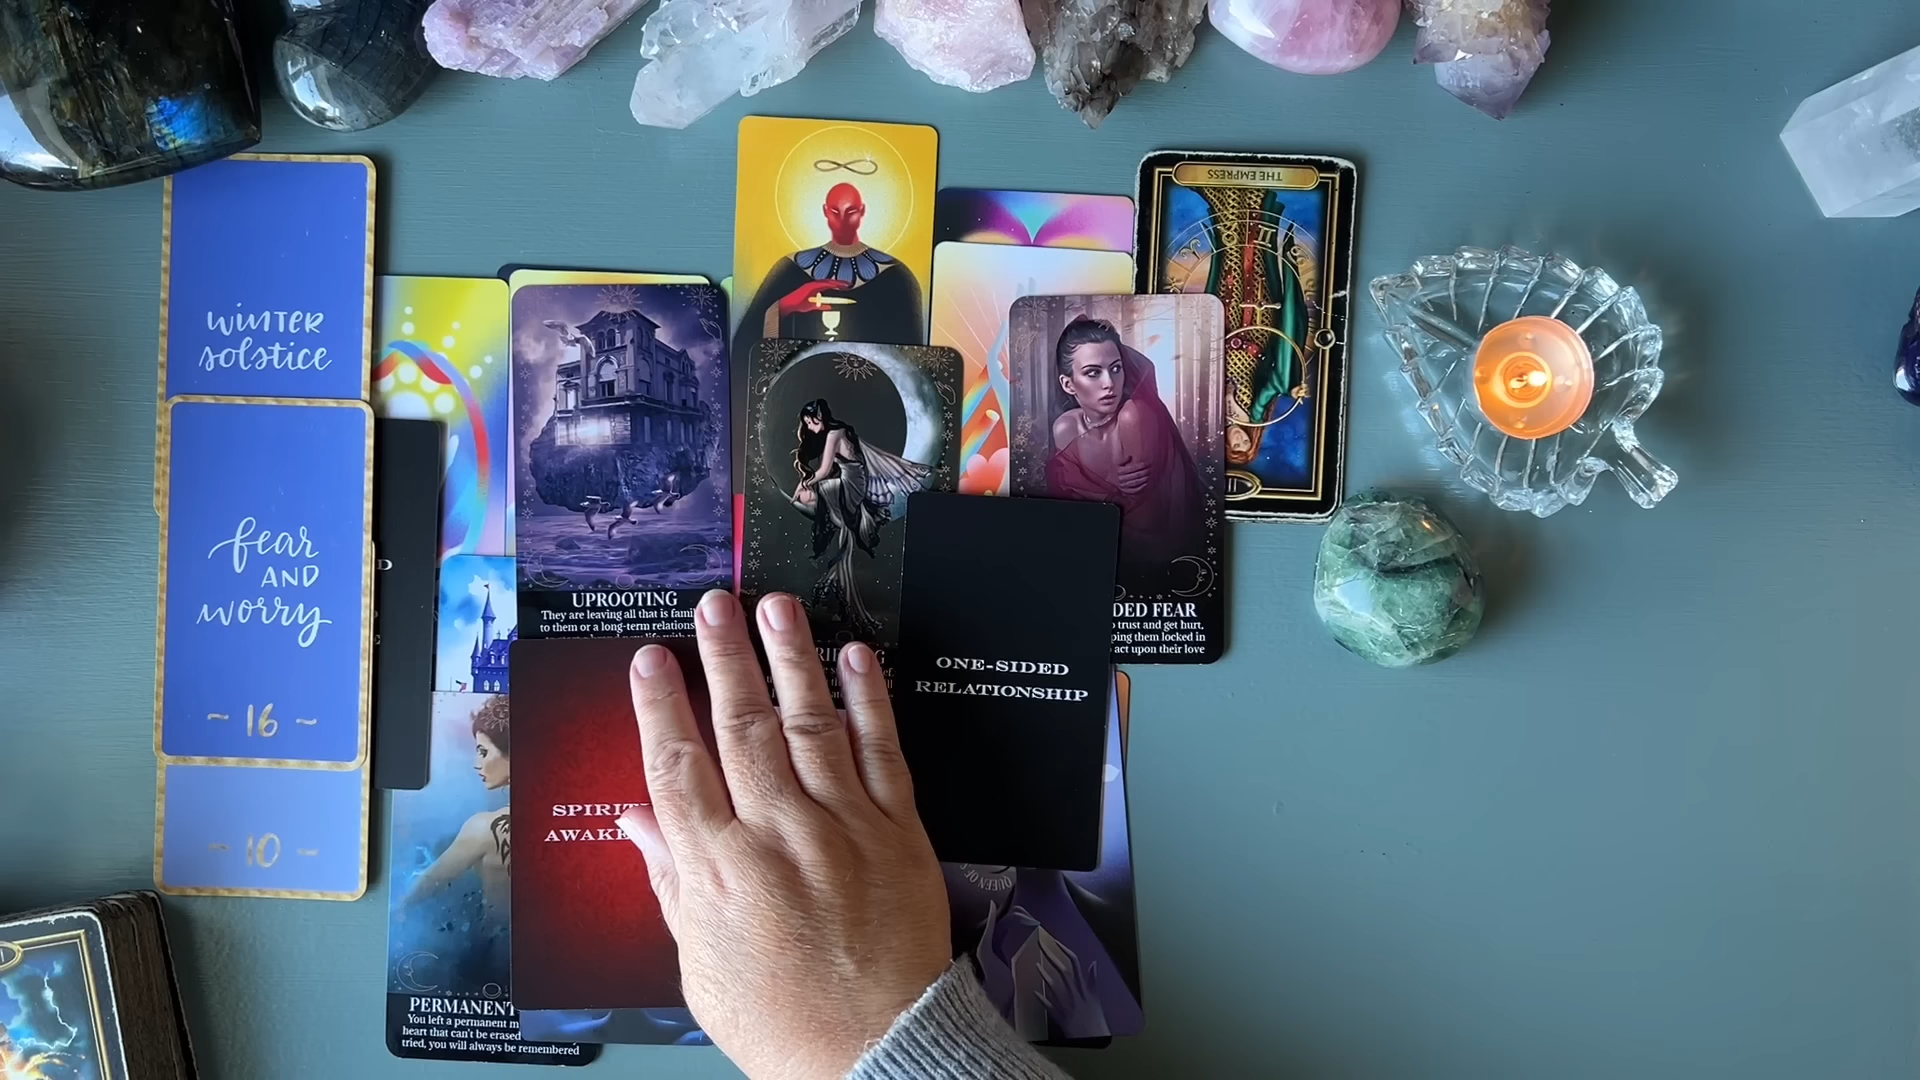 winter
solstice
fear
AND
worry
~ 16 ~
~ 10 ~
THE EMPRESS
UPROOTING
They are leaving all that is
to them or a long-term
DED FEAR
trust and get hurt,
ping them locked in
act upon their love
ONE-SIDED
RELATIONSHIP
SPIRIT
AWAKE
QUEEN OF
PERMANENT
You left a permanent
heart that can't be erased
tried, you will always be remembered